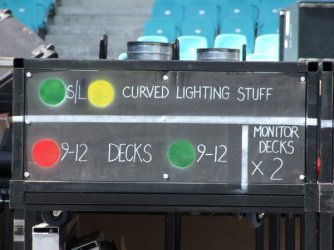 S/L CURVED LIGHTING STUFF
9-12 DECKS 9-12
MONITOR
DECKS
X 2